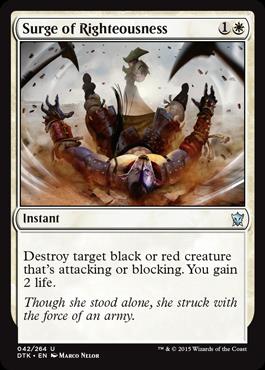 Surge of Righteousness 1
Instant
Destroy target black or red creature
that's attacking or blocking. You gain
2 life.
Though she stood alone, she struck with
the force of an army.
042/264 U
DTK • EN Marco Nelor
™ & © 2015 Wizards of the Coast